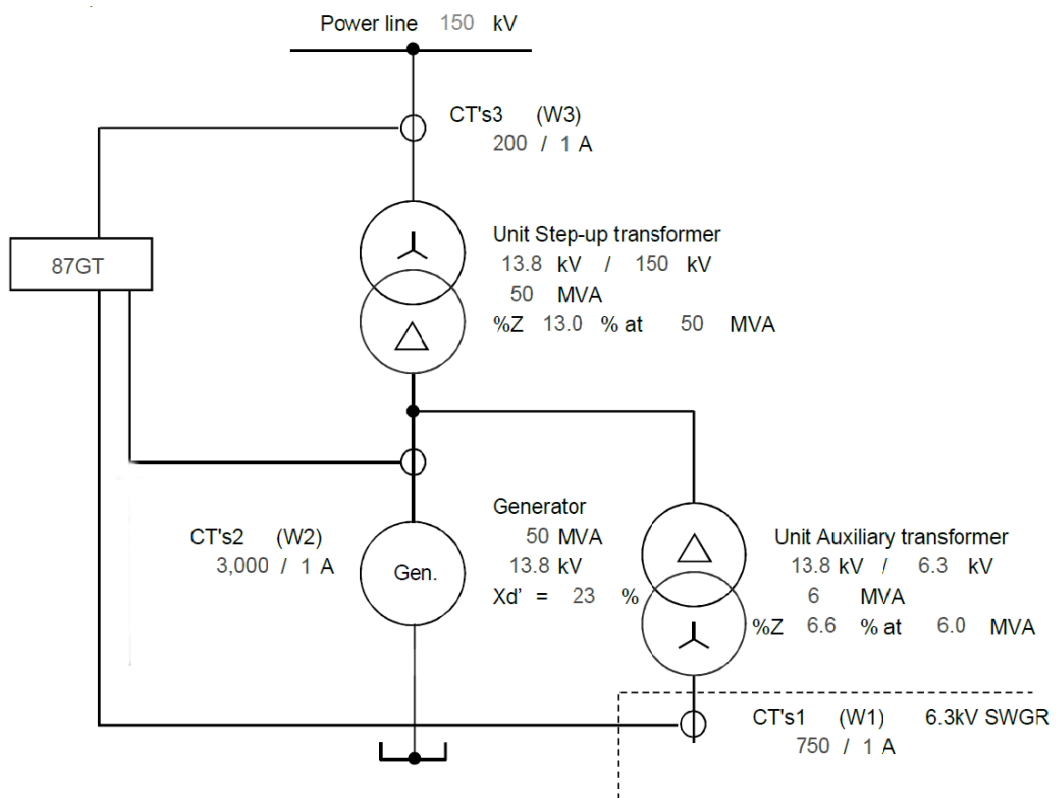 Power line 150 kV
CT's3 (W3)
200 / 1 A
87GT
Unit Step-up transformer
13.8 kV / 150 kV
50 MVA
%Z 13.0 % at 50 MVA
CT's2 (W2)
3,000 / 1 A
Gen.
Generator
50 MVA
13.8 kV
Xd' = 23 %
Unit Auxiliary transformer
13.8 kV / 6.3 kV
6 MVA
%Z 6.6 % at 6.0 MVA
CT's1 (W1) 6.3kV SWGR
750 / 1 A